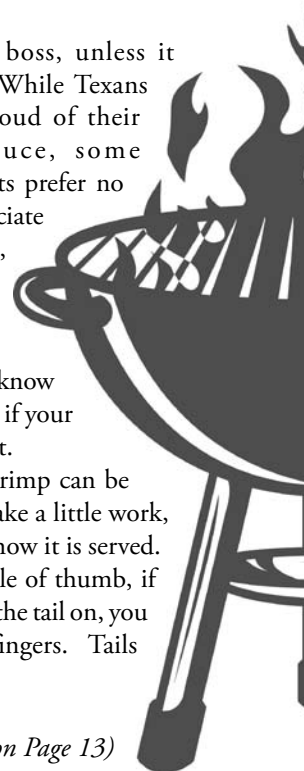 boss, unless it
While Texans
oud of their
uce, some
ts prefer no
ciate
,
know
if your
t.
rimp can be
ake a little work,
how it is served.
le of thumb, if
the tail on, you
ingers. Tails
on Page 13)